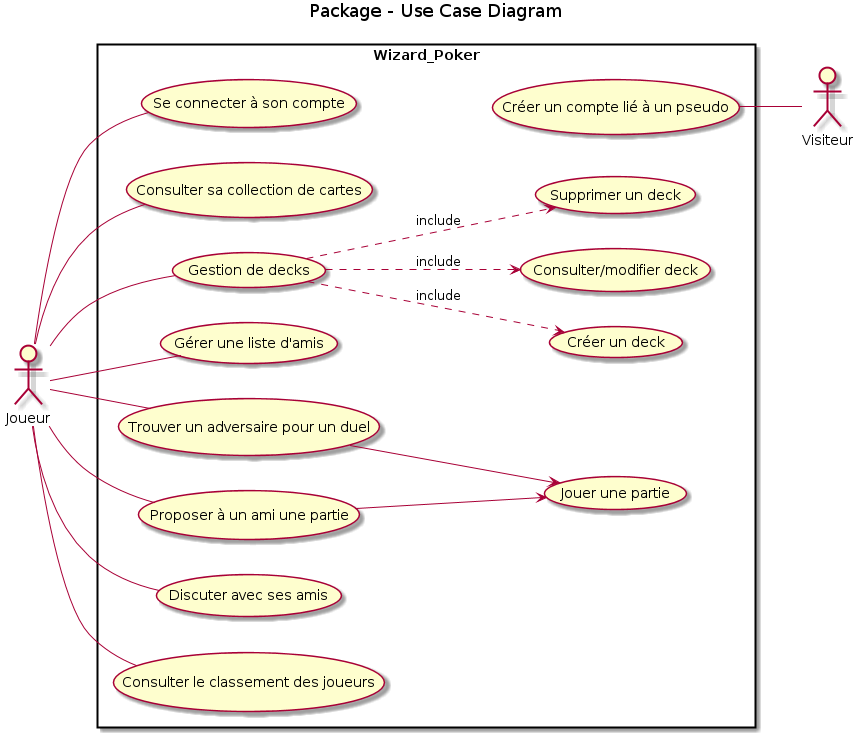 Package - Use Case Diagram
Wizard_Poker
Se connecter à son compte
Créer un compte lié à un pseudo
Visiteur
Consulter sa collection de cartes
Supprimer un deck
include
Gestion de decks
include
Consulter/modifier deck
include
Créer un deck
Gérer une liste d'amis
Joueur
Trouver un adversaire pour un duel
Jouer une partie
Proposer à un ami une partie
Discuter avec ses amis
Consulter le classement des joueurs